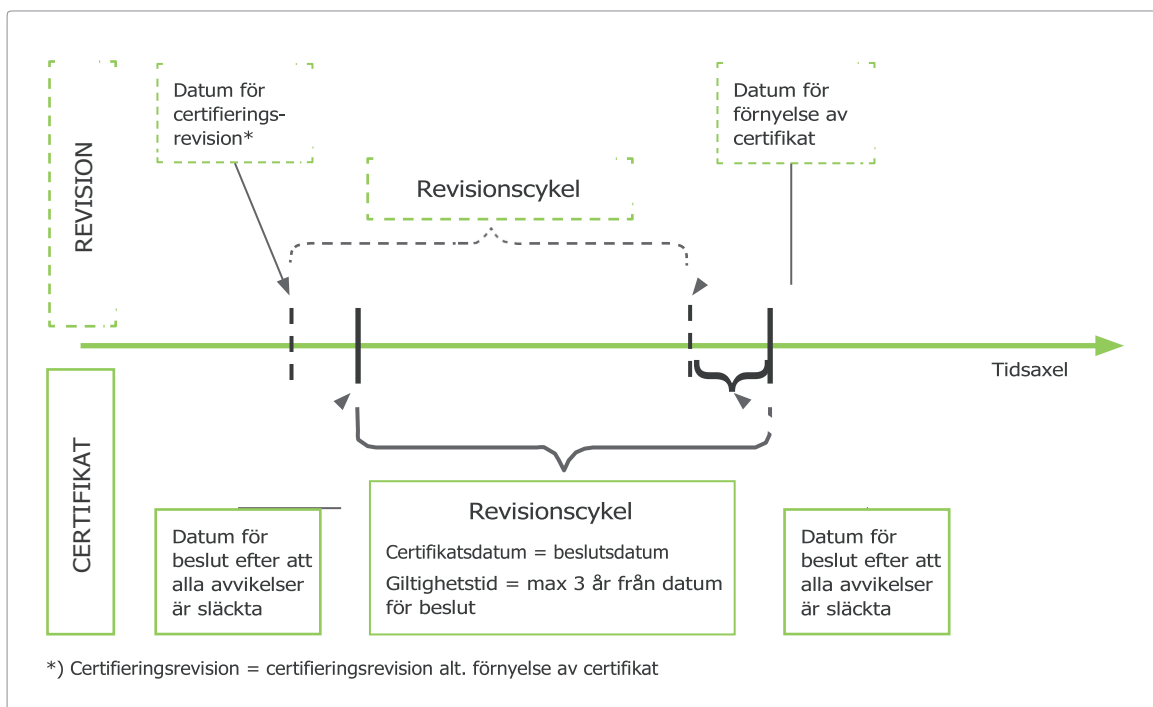 REVISION
Datum för
certifierings-
revision*
Revisionscykel
Datum för
förnyelse av
certifikat
Tidsaxel
CERTIFIKAT
Datum för
beslut efter att
alla avvikelser
är släckta
Revisionscykel
Certifikatsdatum = beslutsdatum
Giltighetstid = max 3 år från datum
för beslut
Datum för
beslut efter att
alla avvikelser
är släckta
*) Certifieringsrevision = certifieringsrevision alt. förnyelse av certifikat